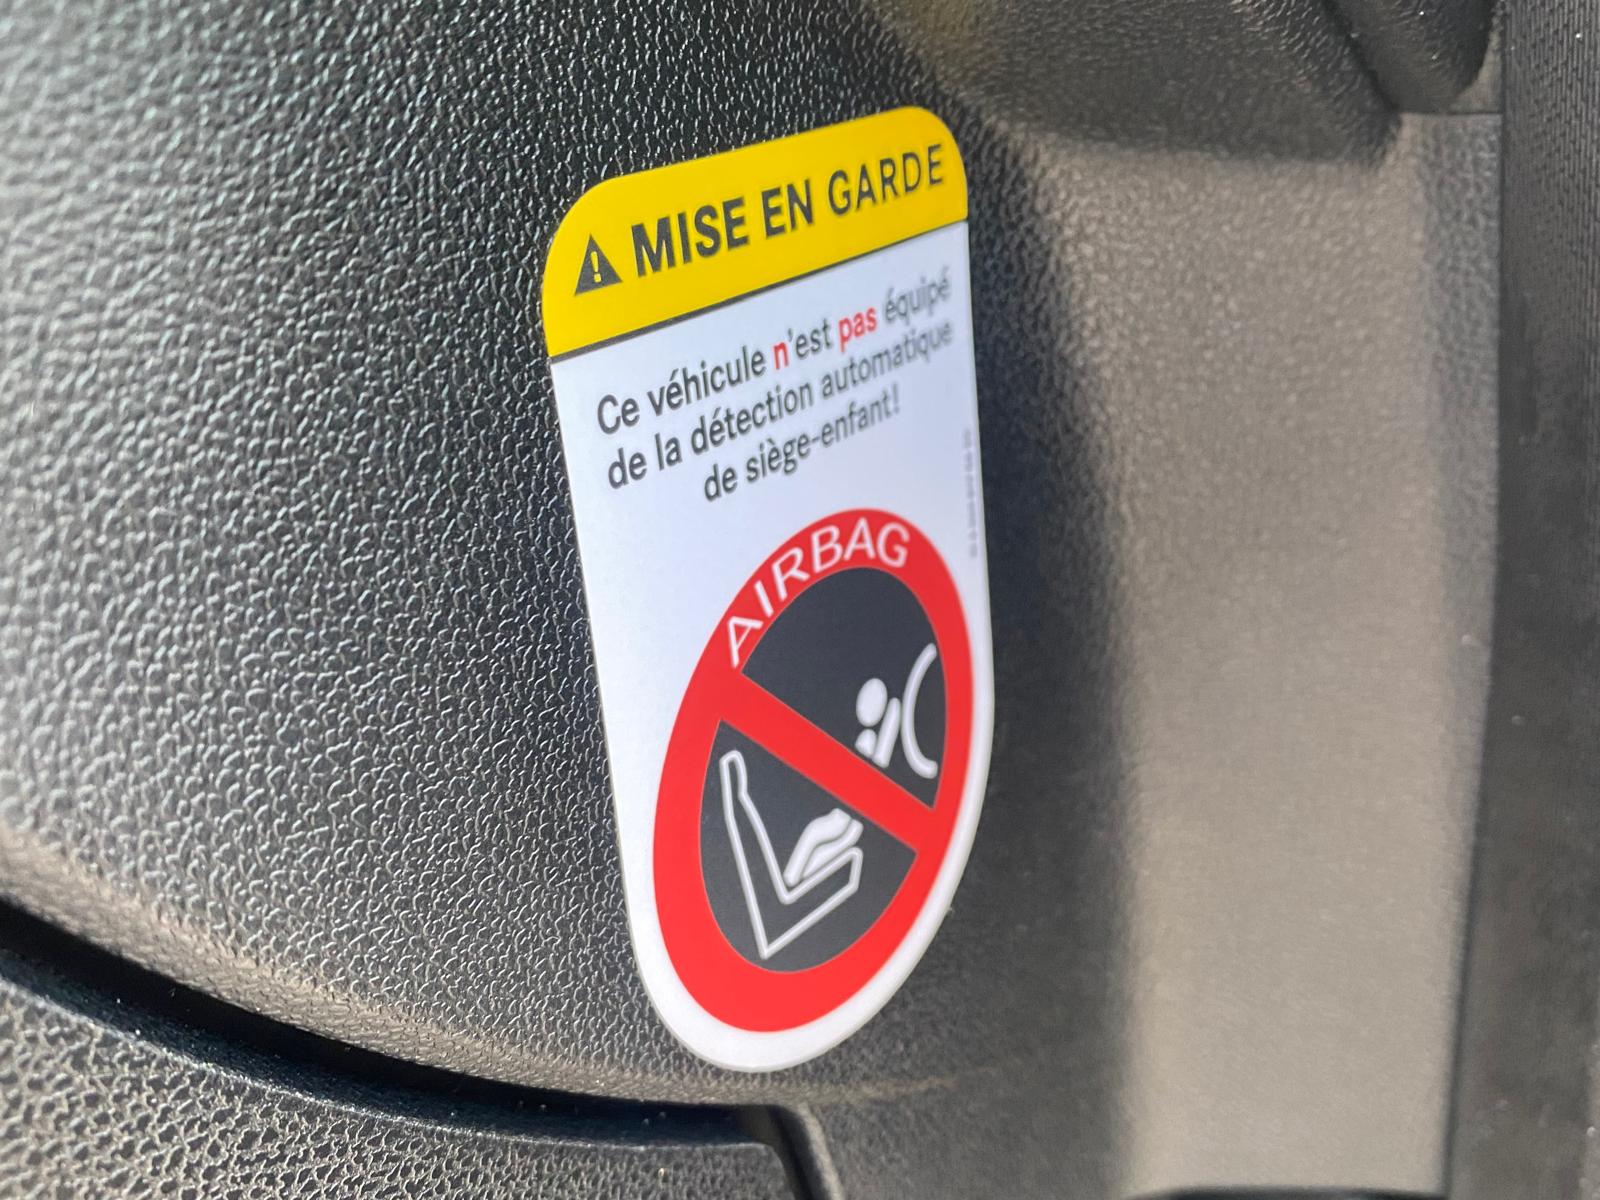 MISE EN GARDE
Ce véhicule n'est pas équipé
de la détection automatique
de siège-enfant!
AIRBAG